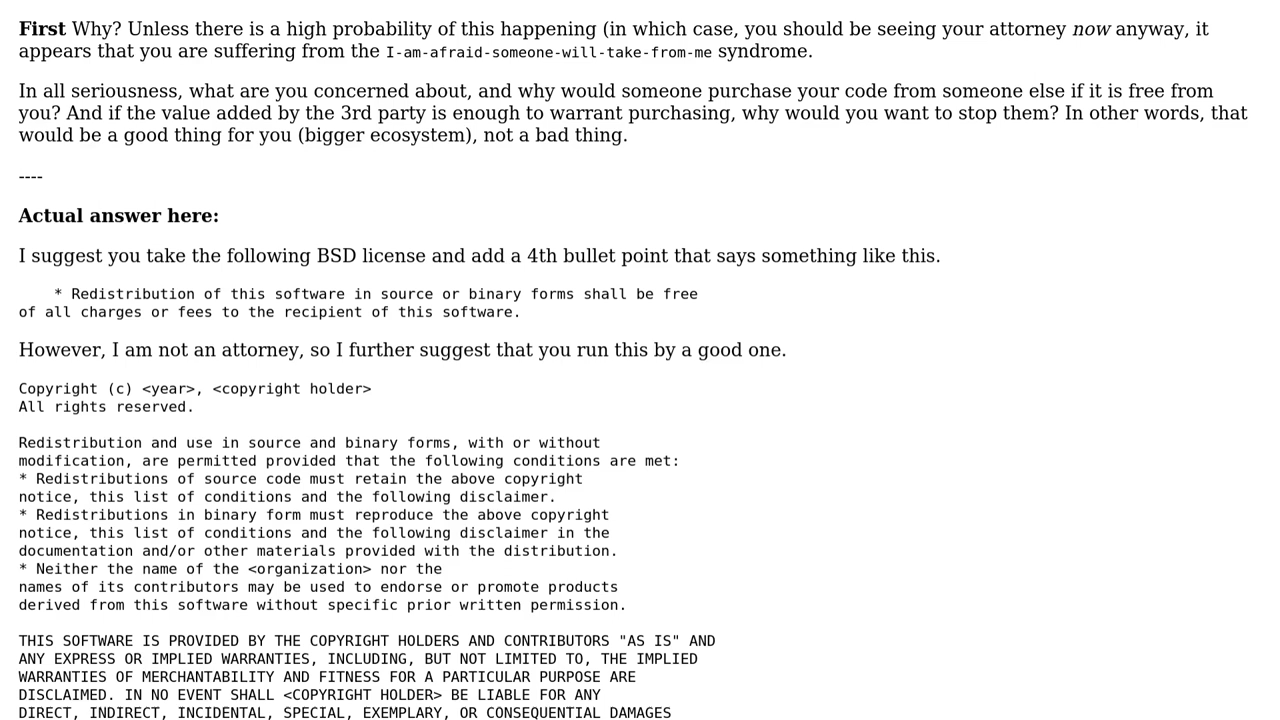 First Why? Unless there is a high probability of this happening (in which case, you should be seeing your attorney now anyway, it
appears that you are suffering from the I-am-afraid-someone-will-take-from-me syndrome.
In all seriousness, what are you concerned about, and why would someone purchase your code from someone else if it is free from
you? And if the value added by the 3rd party is enough to warrant purchasing, why would you want to stop them? In other words, that
would be a good thing for you (bigger ecosystem), not a bad thing.
----
Actual answer here:
I suggest you take the following BSD license and add a 4th bullet point that says something like this.
* Redistribution of this software in source or binary forms shall be free
of all charges or fees to the recipient of this software.
However, I am not an attorney, so I further suggest that you run this by a good one.
Copyright (c) <year>, <copyright holder>
All rights reserved.
Redistribution and use in source and binary forms, with or without
modification, are permitted provided that the following conditions are met:
* Redistributions of source code must retain the above copyright
notice, this list of conditions and the following disclaimer.
* Redistributions in binary form must reproduce the above copyright
notice, this list of conditions and the following disclaimer in the
documentation and/or other materials provided with the distribution.
* Neither the name of the <organization> nor the
names of its contributors may be used to endorse or promote products
derived from this software without specific prior written permission.
THIS SOFTWARE IS PROVIDED BY THE COPYRIGHT HOLDERS AND CONTRIBUTORS "AS IS" AND
ANY EXPRESS OR IMPLIED WARRANTIES, INCLUDING, BUT NOT LIMITED TO, THE IMPLIED
WARRANTIES OF MERCHANTABILITY AND FITNESS FOR A PARTICULAR PURPOSE ARE
DISCLAIMED. IN NO EVENT SHALL <COPYRIGHT HOLDER> BE LIABLE FOR ANY
DIRECT, INDIRECT, INCIDENTAL, SPECIAL, EXEMPLARY, OR CONSEQUENTIAL DAMAGES